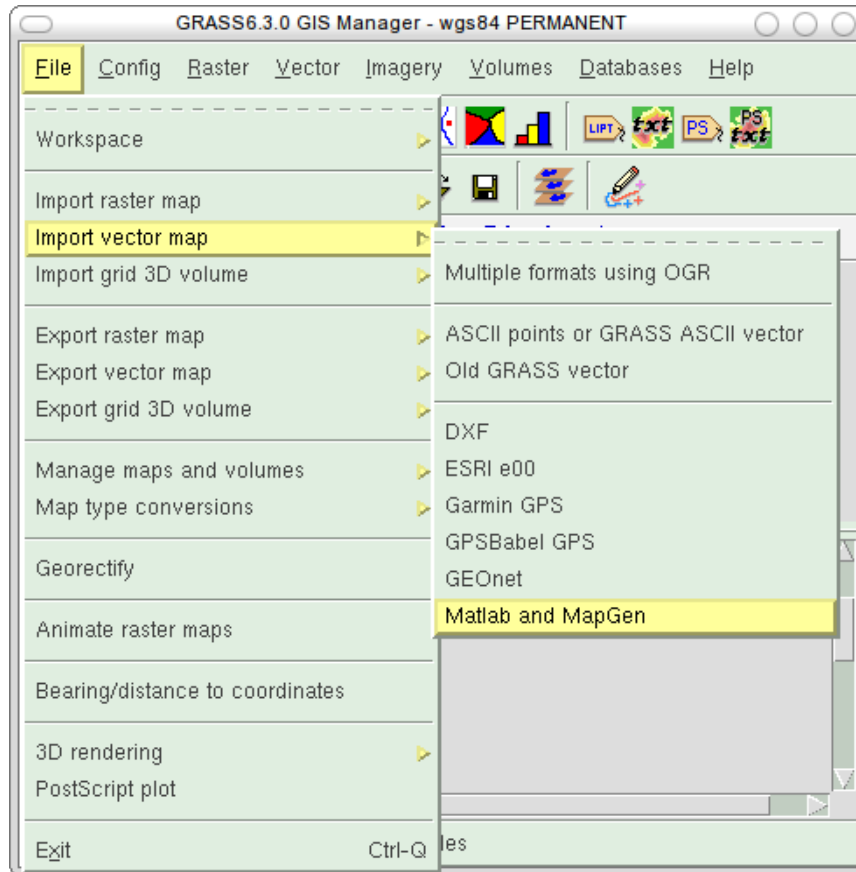 GRASS6.3.0 GIS Manager - wgs84 PERMANENT
File Config Raster Vector Imagery Volumes Databases Help
LIPT txt PS PS txt
Workspace
Import raster map
Import vector map
Import grid 3D volume
Export raster map
Export vector map
Export grid 3D volume
Manage maps and volumes
Map type conversions
Georectify
Animate raster maps
Bearing/distance to coordinates
3D rendering
PostScript plot
Exit Ctrl-Q
Multiple formats using OGR
ASCII points or GRASS ASCII vector
Old GRASS vector
DXF
ESRI e00
Garmin GPS
GPSBabel GPS
GEOnet
Matlab and MapGen
les